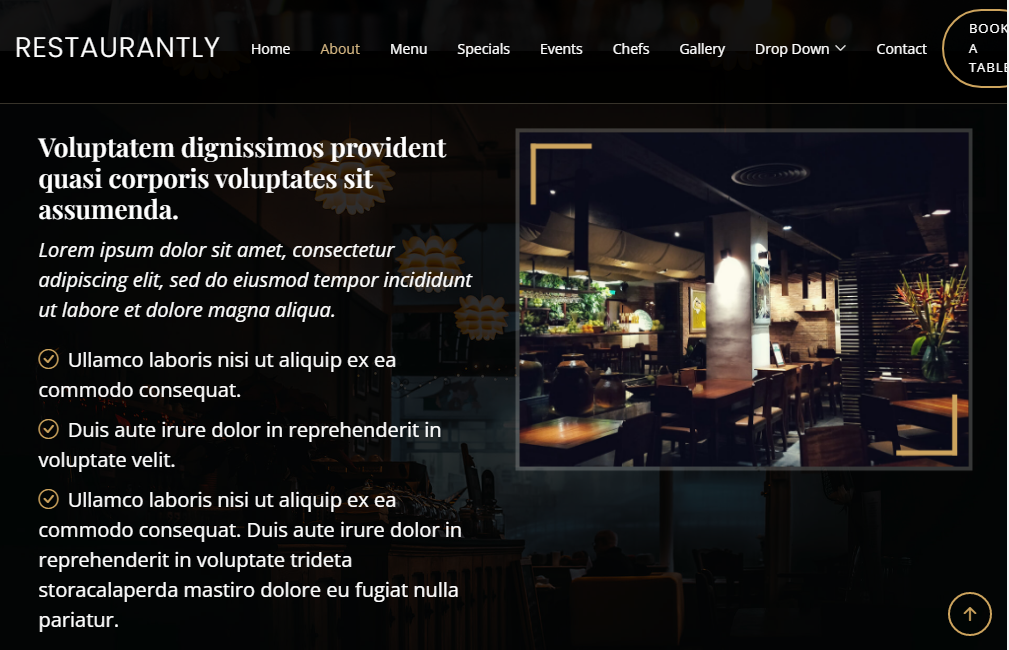 RESTAURANTLY Home About Menu Specials Events Chefs Gallery Drop Down Contact
BOOK
A
TABLE
Voluptatem dignissimos provident
quasi corporis voluptates sit
assumenda.
Lorem ipsum dolor sit amet, consectetur
adipiscing elit, sed do eiusmod tempor incididunt
ut labore et dolore magna aliqua.
Ullamco laboris nisi ut aliquip ex ea
commodo consequat.
Duis aute irure dolor in reprehenderit in
voluptate velit.
Ullamco laboris nisi ut aliquip ex ea
commodo consequat. Duis aute irure dolor in
reprehenderit in voluptate trideta
storacalaperda mastiro dolore eu fugiat nulla
pariatur.